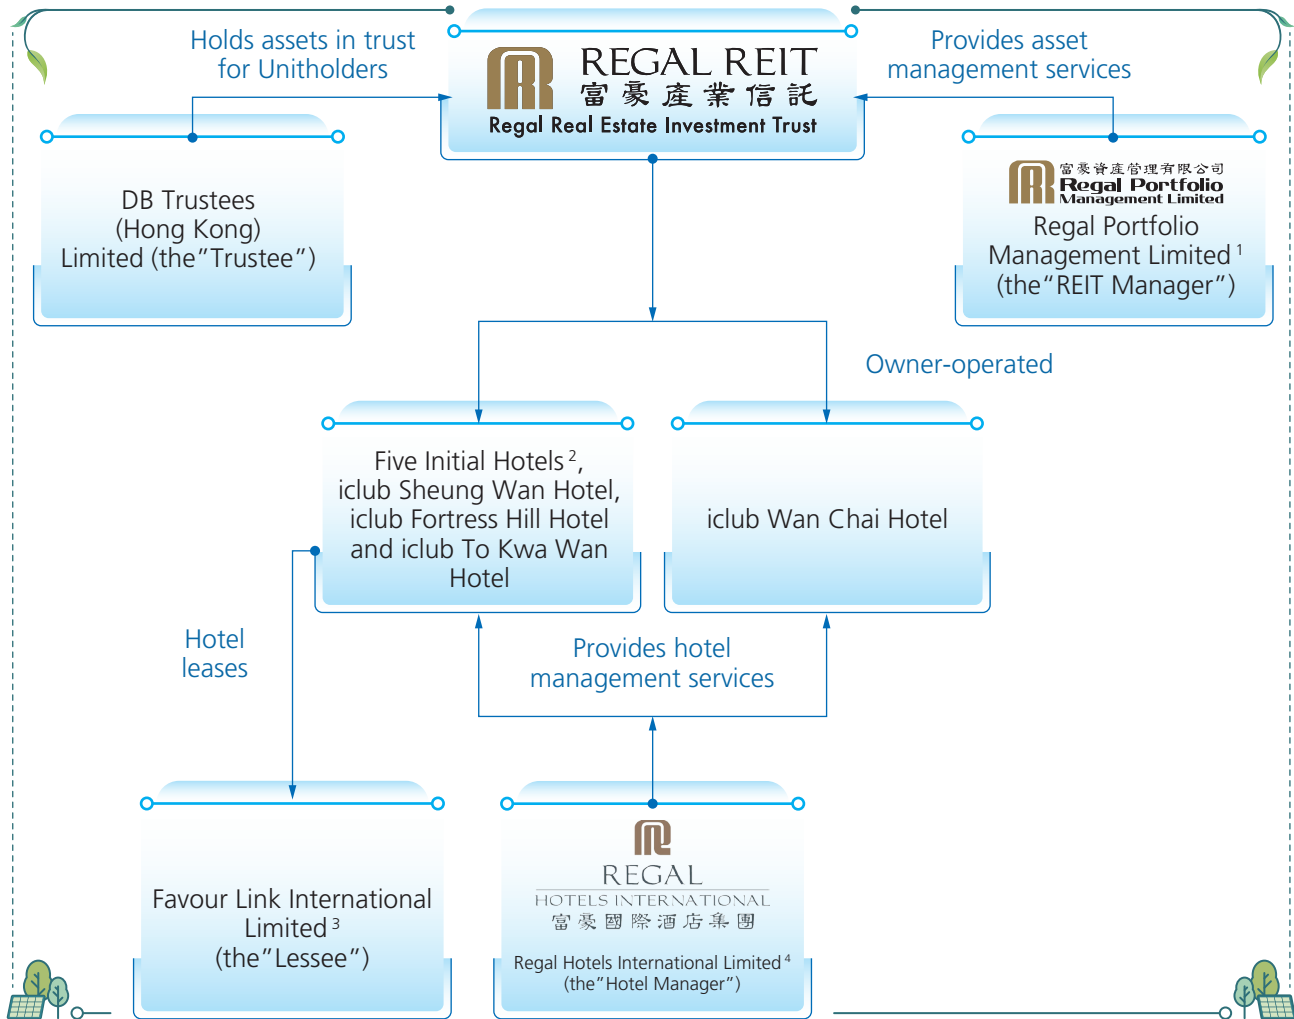 Holds assets in trust
for Unitholders
REGAL REIT
富豪產業信託
Regal Real Estate Investment Trust
Provides asset
management services
DB Trustees
(Hong Kong)
Limited (the"Trustee")
富豪資產管理有限公司
Regal Portfolio
Management Limited
Regal Portfolio
Management Limited 1
(the"REIT Manager")
Owner-operated
Five Initial Hotels 2,
iclub Sheung Wan Hotel,
iclub Fortress Hill Hotel
and iclub To Kwa Wan
Hotel
iclub Wan Chai Hotel
Hotel
leases
Provides hotel
management services
Favour Link International
Limited 3
(the"Lessee")
REGAL
HOTELS INTERNATIONAL
富豪國際酒店集團
Regal Hotels International Limited 4
(the"Hotel Manager")